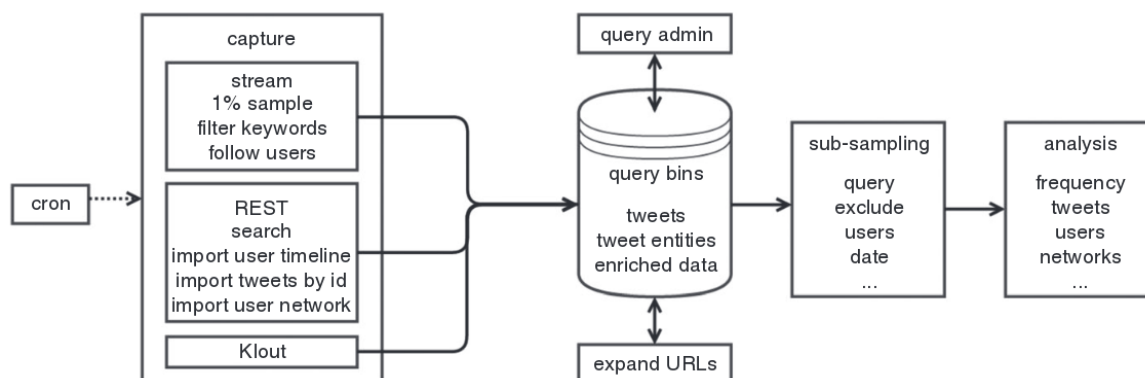 cron
capture
stream
1% sample
filter keywords
follow users
REST
search
import user timeline
import tweets by id
import user network
Klout
query admin
query bins
tweets
tweet entities
enriched data
expand URLs
sub-sampling
query
exclude
users
date
...
analysis
frequency
tweets
users
networks
...